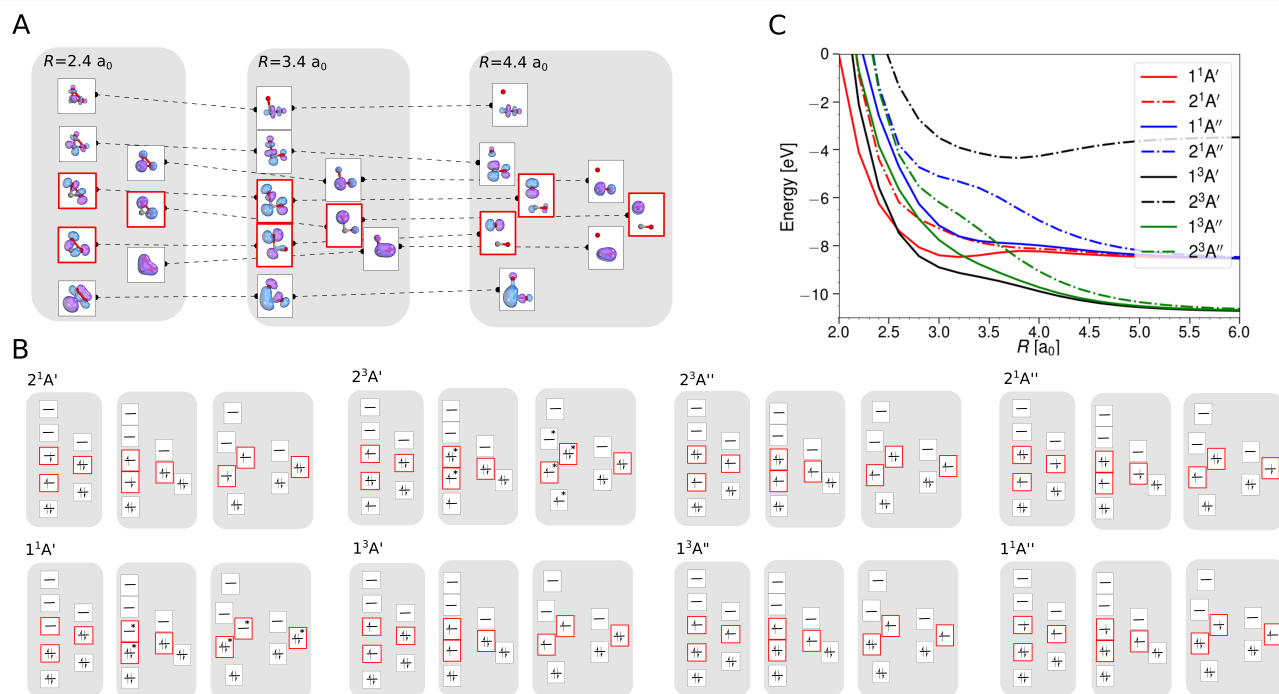 A
R=2.4 a₀
R=3.4 a₀
R=4.4 a₀
C
0
−2
−4
−6
−8
−10
Energy [eV]
2.0 2.5 3.0 3.5 4.0 4.5 5.0 5.5 6.0
R [a₀]
1¹A′
2¹A′
1¹A′′
2¹A′′
1³A′
2³A′
1³A′′
2³A′′
B
2¹A'
2³A'
2³A''
2¹A''
* * * * * * *
1¹A'
1³A'
1³A"
1¹A''
* * * * *